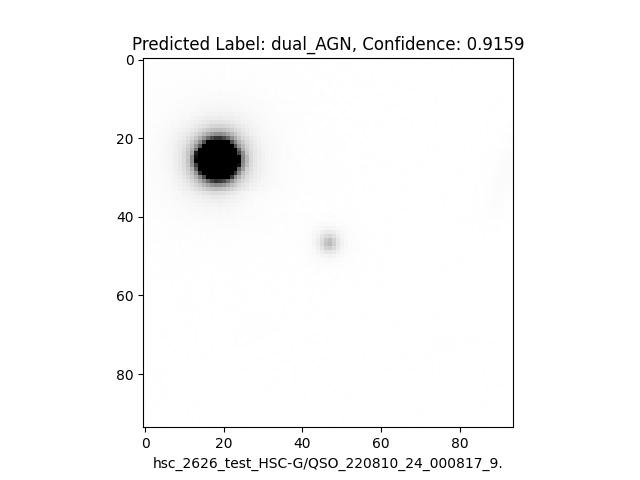 Predicted Label: dual_AGN, Confidence: 0.9159
0
20
40
60
80
0 20 40 60 80
hsc_2626_test_HSC-G/QSO_220810_24_000817_9.